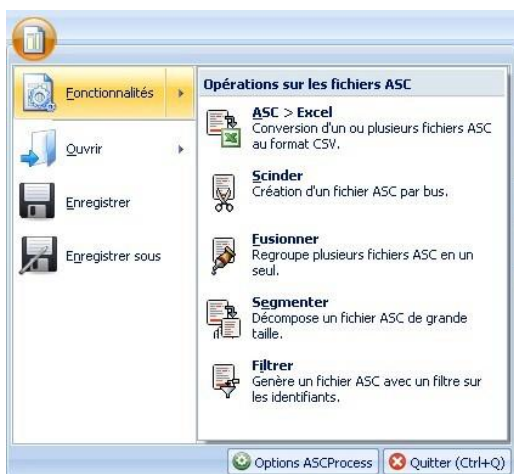 Fonctionnalités
Ouvrir
Enregistrer
Enregistrer sous
Opérations sur les fichiers ASC
ASC > Excel
Conversion d'un ou plusieurs fichiers ASC
au format CSV.
Scinder
Création d'un fichier ASC par bus.
Fusionner
Regroupe plusieurs fichiers ASC en un
seul.
Segmenter
Décompose un fichier ASC de grande
taille.
Filtrer
Genère un fichier ASC avec un filtre sur
les identifiants.
Options ASCProcess
Quitter (Ctrl+Q)